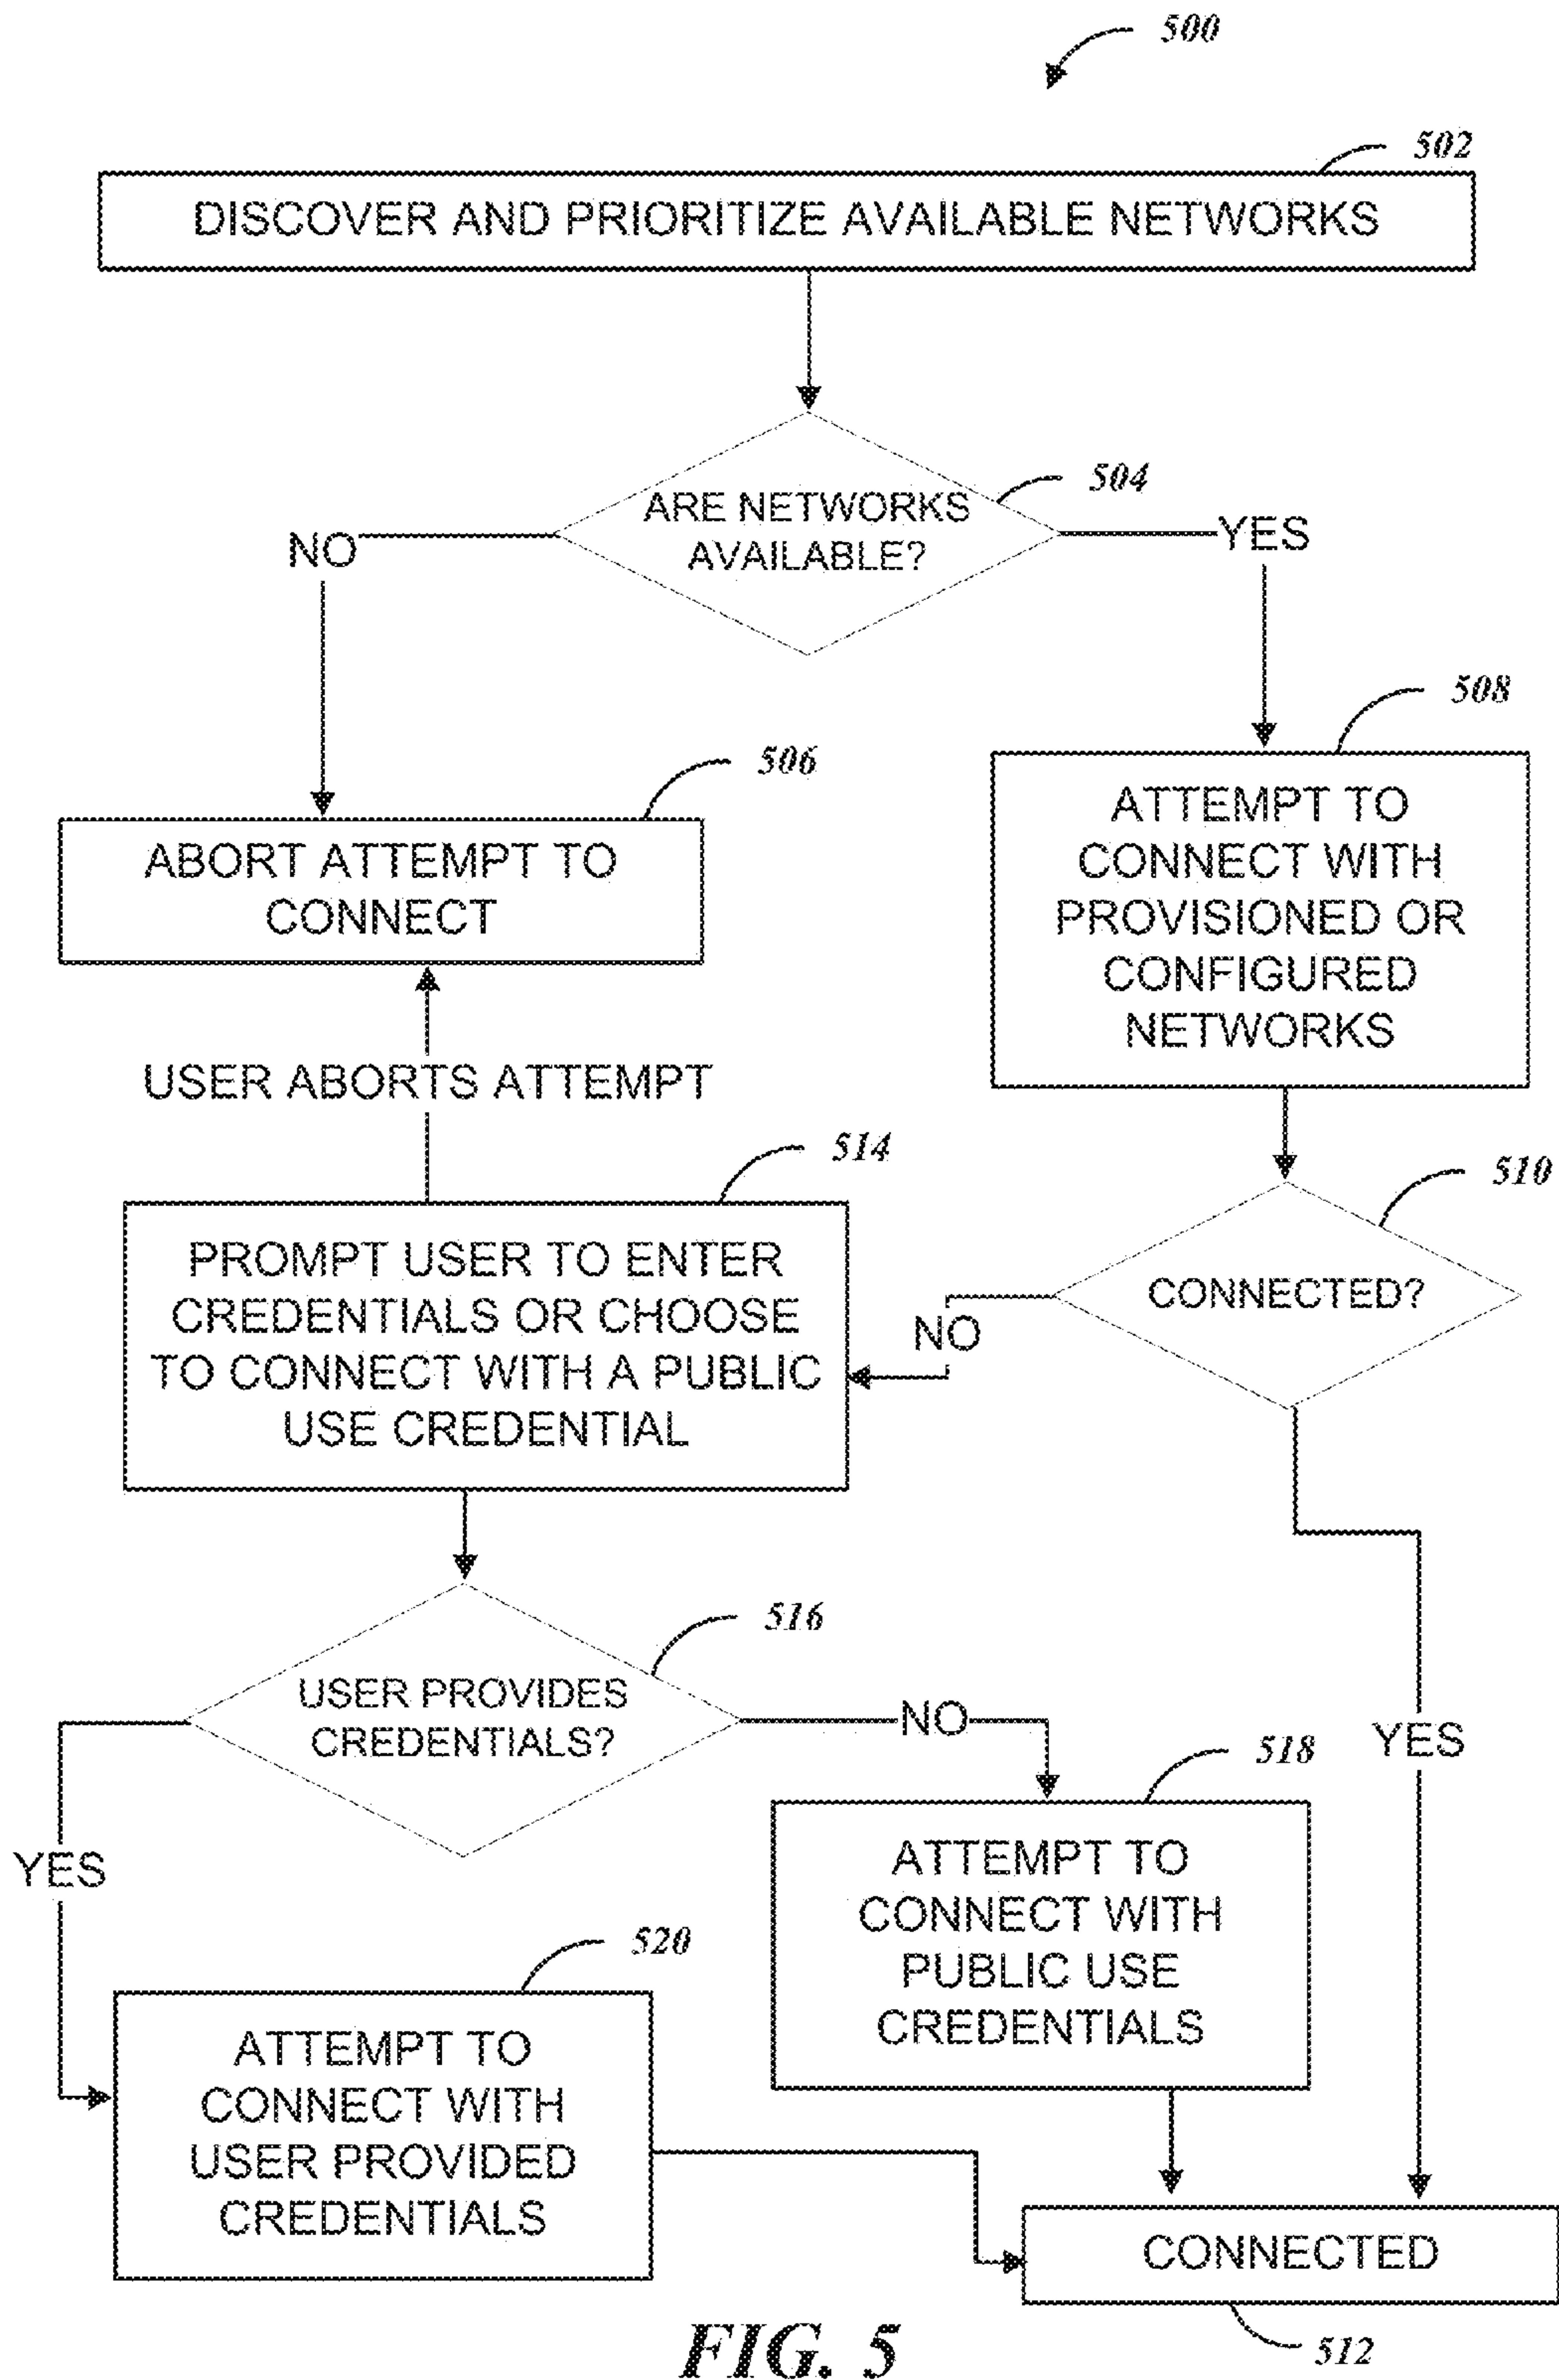 500
502
DISCOVER AND PRIORITIZE AVAILABLE NETWORKS
504
ARE NETWORKS
AVAILABLE?
NO
YES
508
506
ABORT ATTEMPT TO
CONNECT
ATTEMPT TO
CONNECT WITH
PROVISIONED OR
CONFIGURED
NETWORKS
USER ABORTS ATTEMPT
514
510
PROMPT USER TO ENTER
CREDENTIALS OR CHOOSE
TO CONNECT WITH A PUBLIC
USE CREDENTIAL
CONNECTED?
NO
516
USER PROVIDES
CREDENTIALS?
NO
YES
518
YES
ATTEMPT TO
CONNECT WITH
PUBLIC USE
CREDENTIALS
520
ATTEMPT TO
CONNECT WITH
USER PROVIDED
CREDENTIALS
CONNECTED
512
FIG. 5